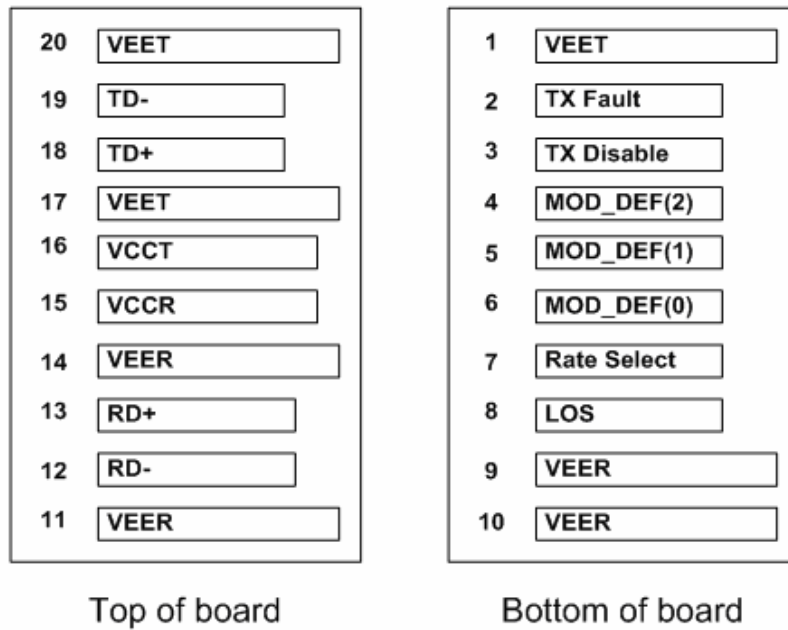 20 VEET
19 TD-
18 TD+
17 VEET
16 VCCT
15 VCCR
14 VEER
13 RD+
12 RD-
11 VEER
Top of board
1 VEET
2 TX Fault
3 TX Disable
4 MOD_DEF(2)
5 MOD_DEF(1)
6 MOD_DEF(0)
7 Rate Select
8 LOS
9 VEER
10 VEER
Bottom of board